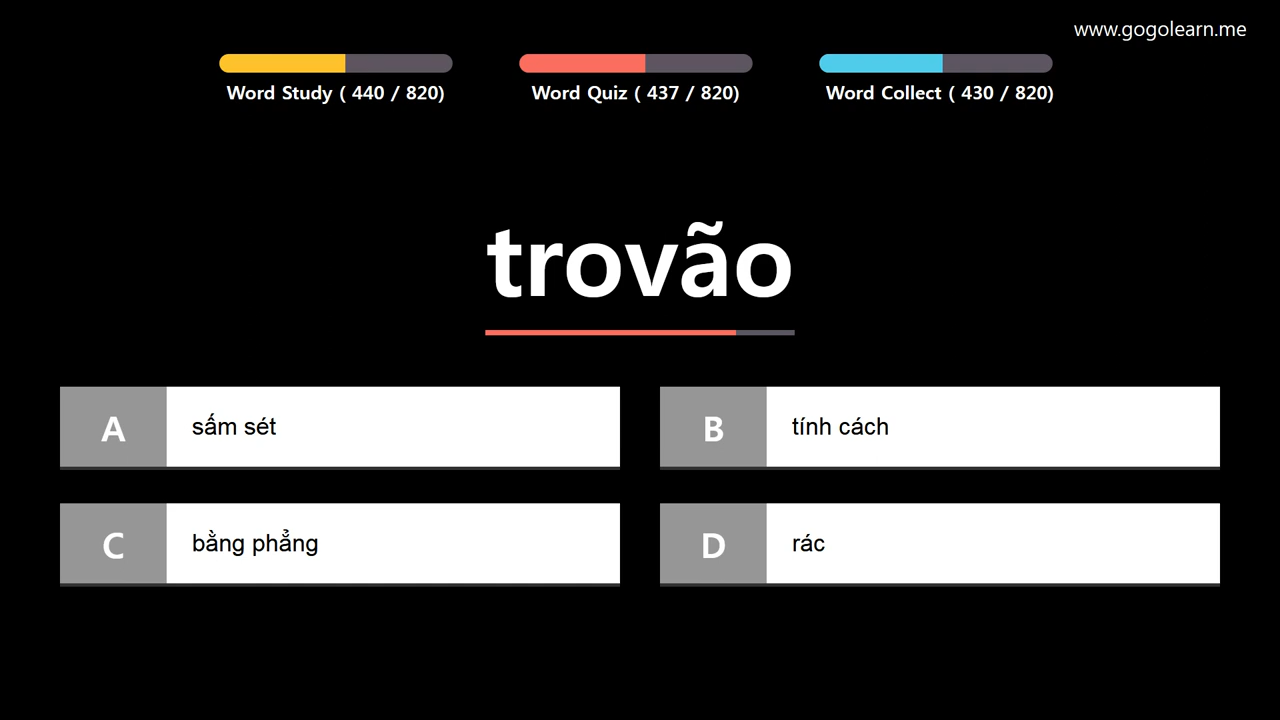 www.gogolearn.me
Word Study ( 440 / 820)
Word Quiz ( 437 / 820)
Word Collect ( 430 / 820)
trovão
A
sấm sét
B
tính cách
C
bằng phẳng
D
rác